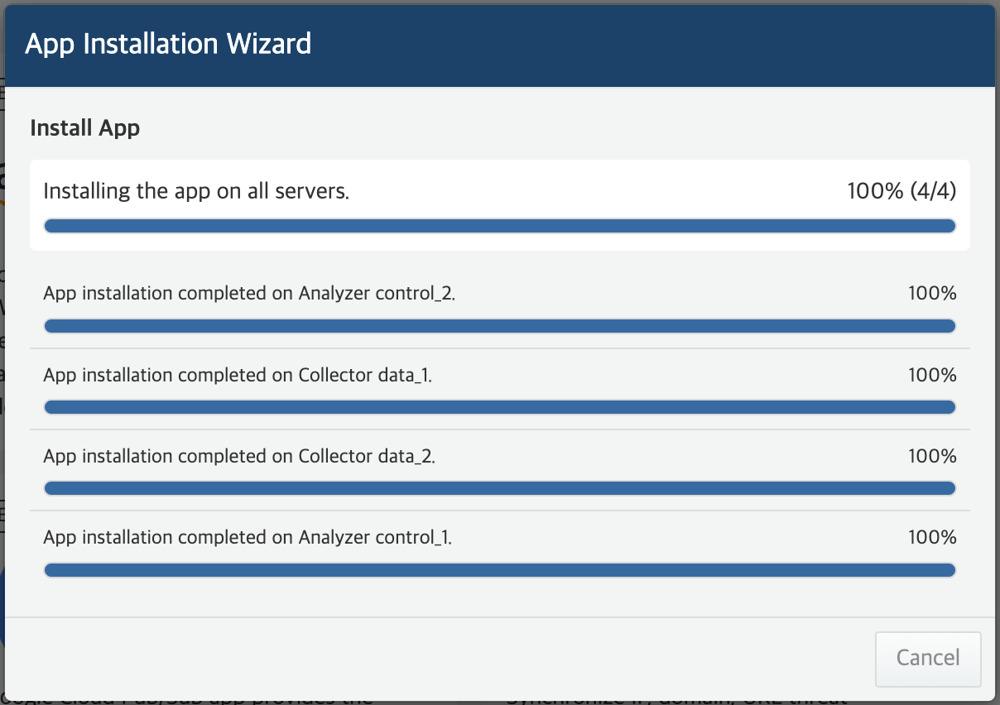 App Installation Wizard
Install App
Installing the app on all servers. 100% (4/4)
App installation completed on Analyzer control_2. 100%
App installation completed on Collector data_1. 100%
App installation completed on Collector data_2. 100%
App installation completed on Analyzer control_1. 100%
Cancel